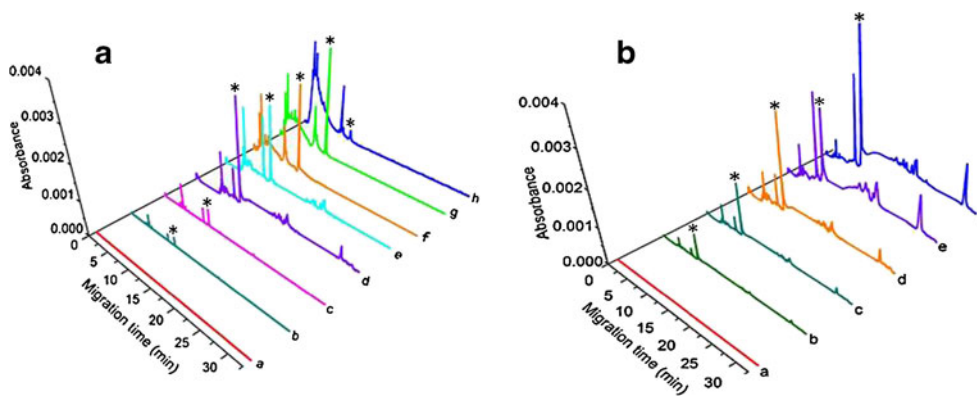 a
0.004
0.003
0.002
0.001
0.000
Absorbance
0
5
10
15
20
25
30
Migration time (min)
*
*
*
*
*
*
*
a
b
c
d
e
f
g
h
b
0.004
0.003
0.002
0.001
0.000
Absorbance
0
5
10
15
20
25
30
Migration time (min)
*
*
*
*
*
a
b
c
d
e